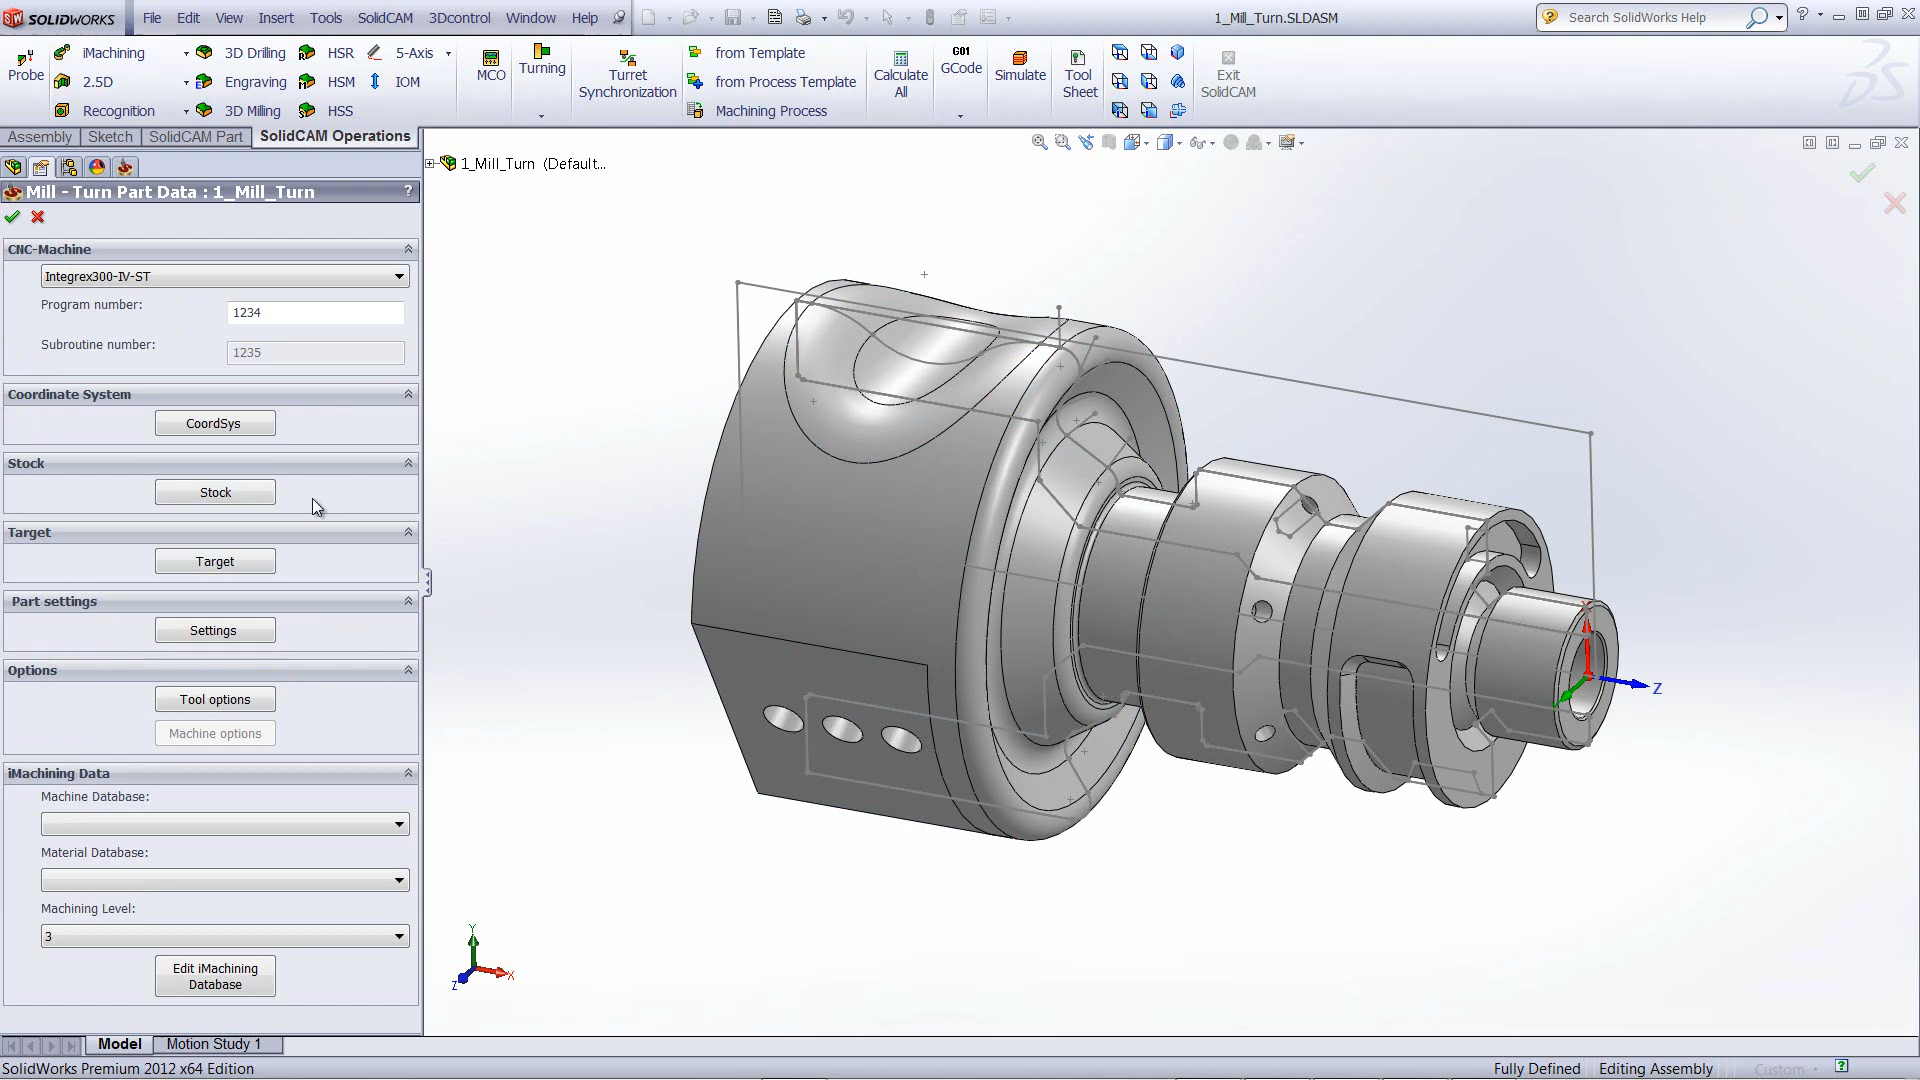 SOLIDWORKS File Edit View Insert Tools SolidCAM 3Dcontrol Window Help 1_Mill_Turn.SLDASM Search SolidWorks Help
Probe
iMachining
2.5D
Recognition
3D Drilling
Engraving
3D Milling
HSR
HSM
HSS
5-Axis
IOM
MCO
Turning
Turret
Synchronization
from Template
from Process Template
Machining Process
Calculate
All
G01
GCode
Simulate
Tool
Sheet
Exit
SolidCAM
Assembly Sketch SolidCAM Part SolidCAM Operations
1_Mill_Turn (Default...
Mill - Turn Part Data : 1_Mill_Turn ?
CNC-Machine
Integrex300-IV-ST
Program number: 1234
Subroutine number: 1235
Coordinate System
CoordSys
Stock
Stock
Target
Target
Part settings
Settings
Options
Tool options
Machine options
iMachining Data
Machine Database:
Material Database:
Machining Level:
3
Edit iMachining
Database
Z
Y
X
Z
Model Motion Study 1
SolidWorks Premium 2012 x64 Edition Fully Defined Editing Assembly Custom